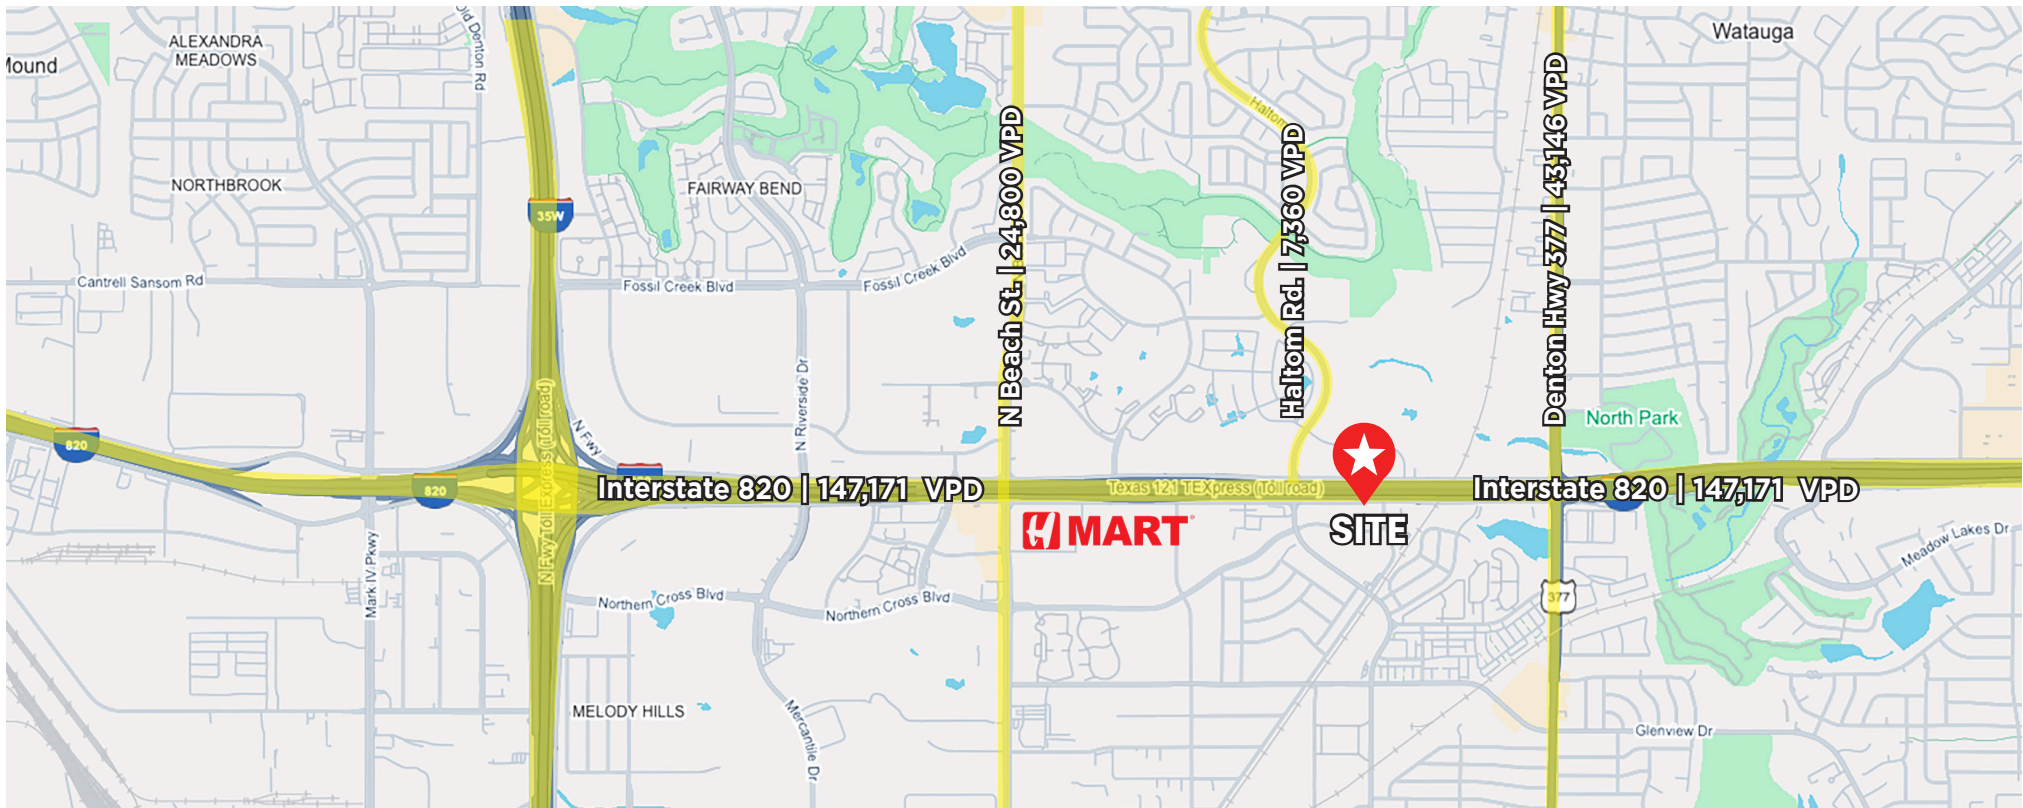 Old Denton Rd
ALEXANDRA
MEADOWS
Mound
Watauga
NORTHBROOK
FAIRWAY BEND
35W
N Beach St. | 24,800 VPD
Haltom
Haltom Rd. | 7,360 VPD
Denton Hwy 377 | 43,146 VPD
Cantrell Sansom Rd
Fossil Creek Blvd
Fossil Creek Blvd
N Riverside Dr
N Fwy Toll Express (Toll road)
N Fwy
North Park
820
820
Interstate 820 | 147,171 VPD
Texas 121 TEXpress (Toll road)
Interstate 820 | 147,171 VPD
H MART
SITE
Meadow Lakes Dr
Mark IV Pkwy
Northern Cross Blvd
Northern Cross Blvd
377
MELODY HILLS
Mercantile Dr
Glenview Dr